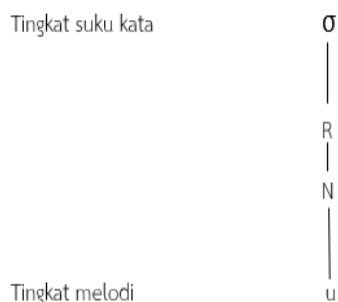 Tingkat suku kata σ
R
N
Tingkat melodi u